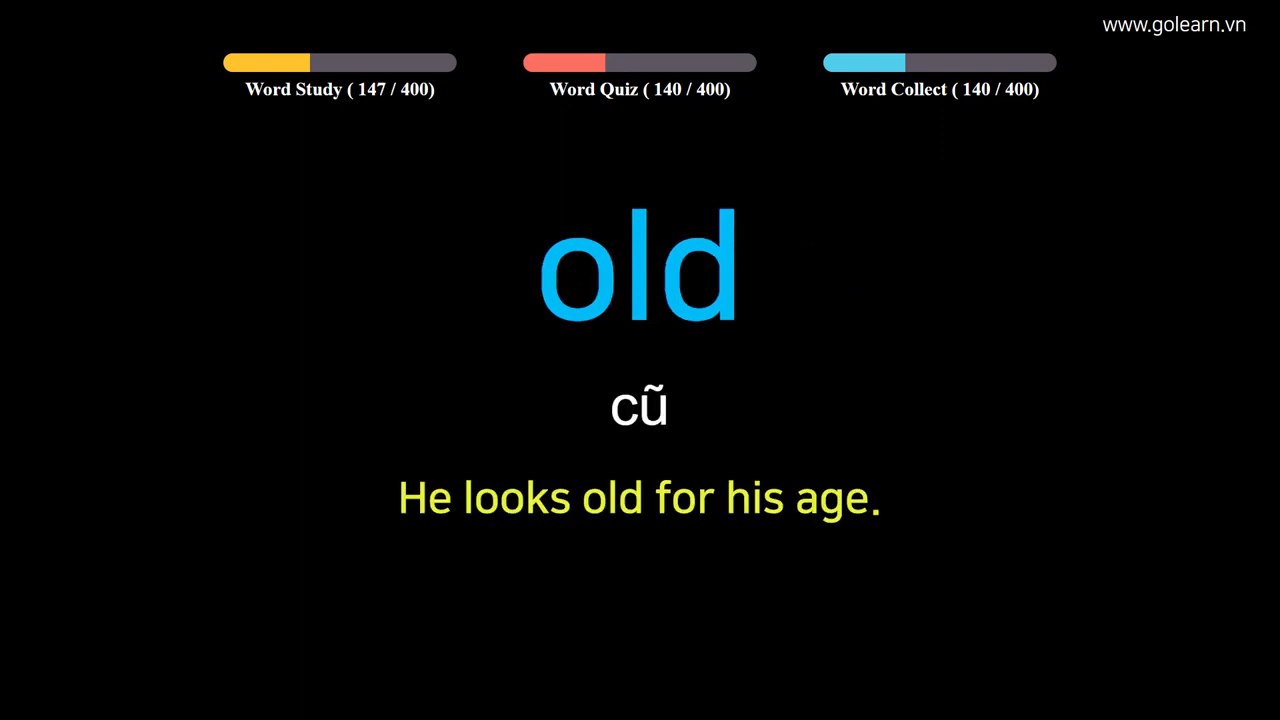 www.golearn.vn
Word Study ( 147 / 400)
Word Quiz ( 140 / 400)
Word Collect ( 140 / 400)
old
cũ
He looks old for his age.